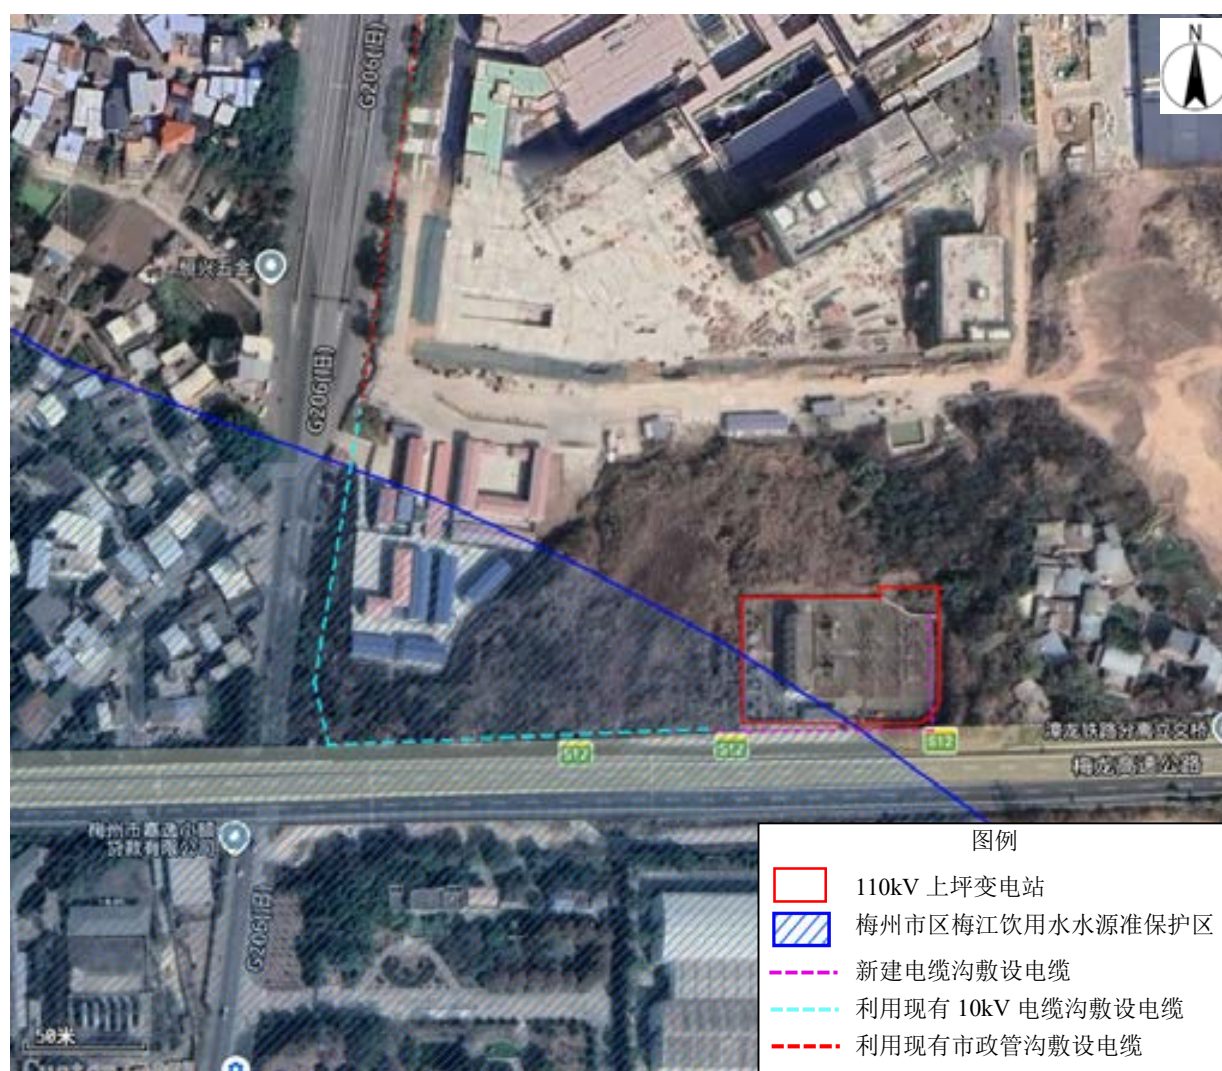 N
G206(旧)
恒兴五金
G206(旧)
S12
S12
S12
漳龙铁路分离立交桥
梅龙高速公路
梅州市嘉逸小额
贷款有限公司
G206(旧)
50米
图例
110kV 上坪变电站
梅州市区梅江饮用水水源准保护区
新建电缆沟敷设电缆
利用现有 10kV 电缆沟敷设电缆
利用现有市政管沟敷设电缆